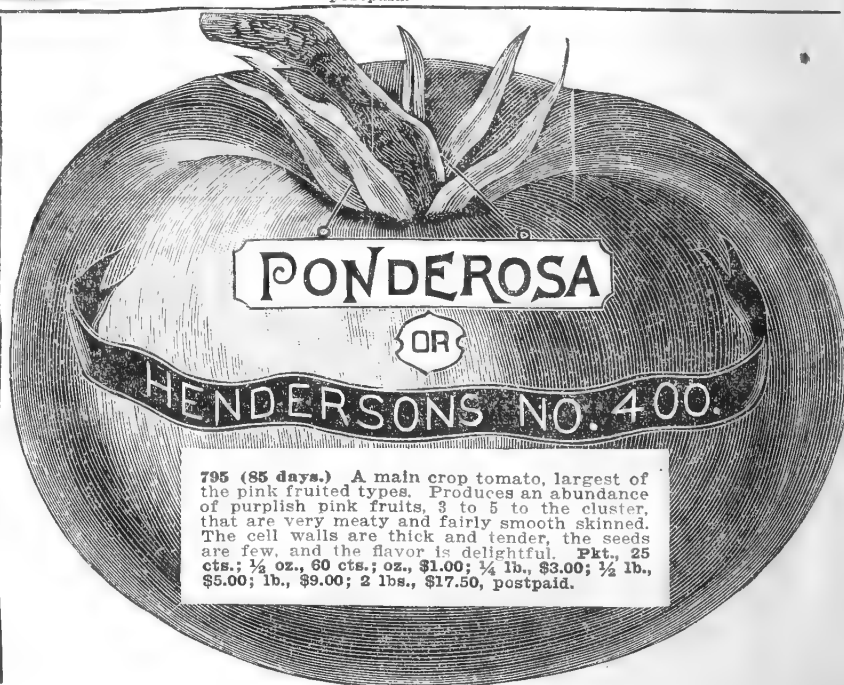 PONDEROSA
OR
HENDERSONS NO. 400.
795 (85 days.) A main crop tomato, largest of
the pink fruited types. Produces an abundance
of purplish pink fruits, 3 to 5 to the cluster,
that are very meaty and fairly smooth skinned.
The cell walls are thick and tender, the seeds
are few, and the flavor is delightful. Pkt., 25
cts.; ½ oz., 60 cts.; oz., $1.00; ¼ lb., $3.00; ½ lb.,
$5.00; lb., $9.00; 2 lbs., $17.50, postpaid.